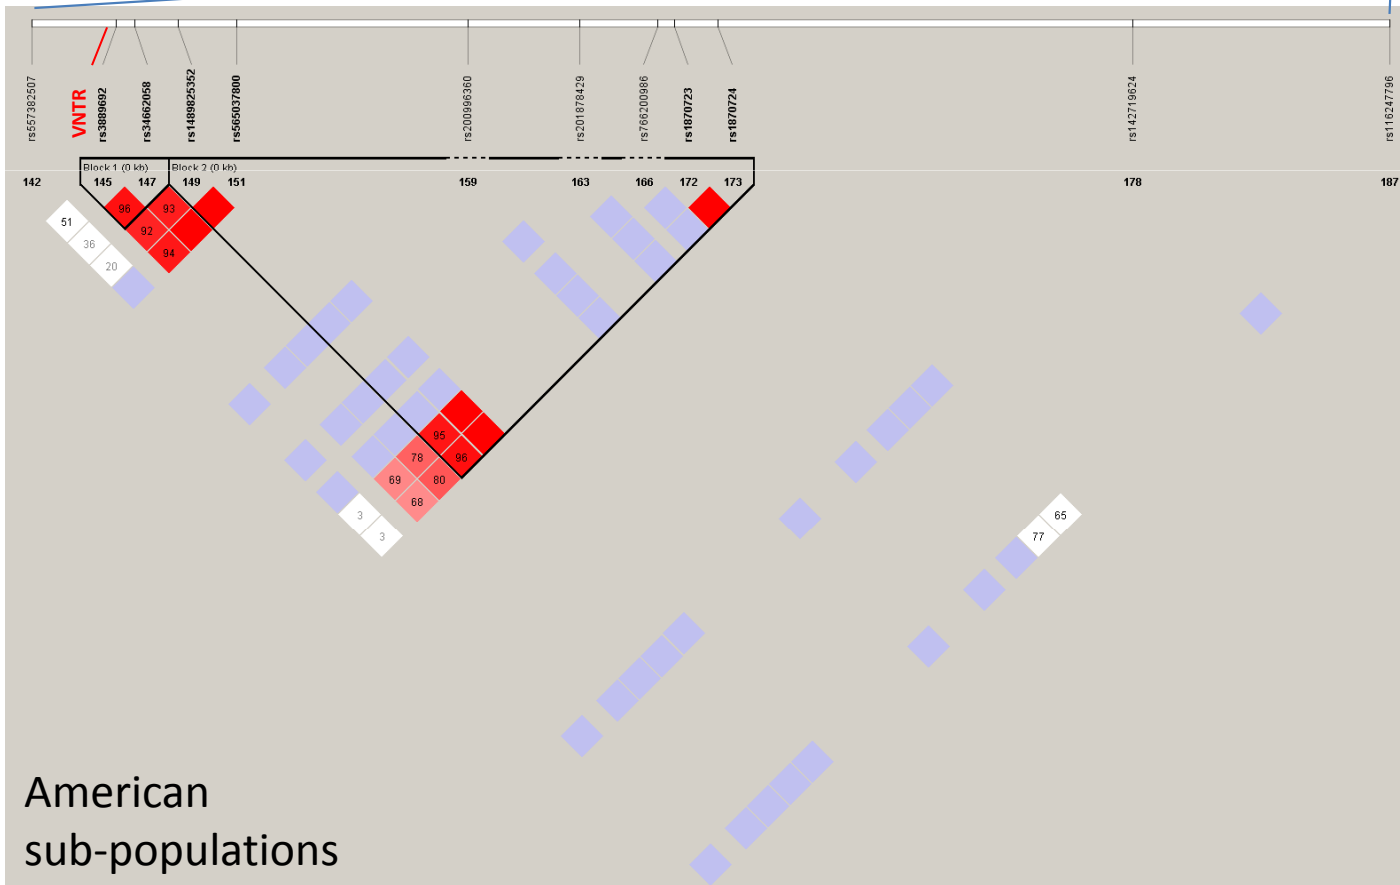 rs557382507
VNTR
rs3889692
rs34662058
rs1489825352
rs565037800
rs200996360
rs201878429
rs766200986
rs1870723
rs1870724
rs142719624
rs116247796
Block 1 (0 kb)
Block 2 (0 kb)
142 145 147 149 151 159 163 166 172 173 178 187
96 93
51 92
36 94
20
95
78 96
69 80
68
3
3
65
77
American
sub-populations